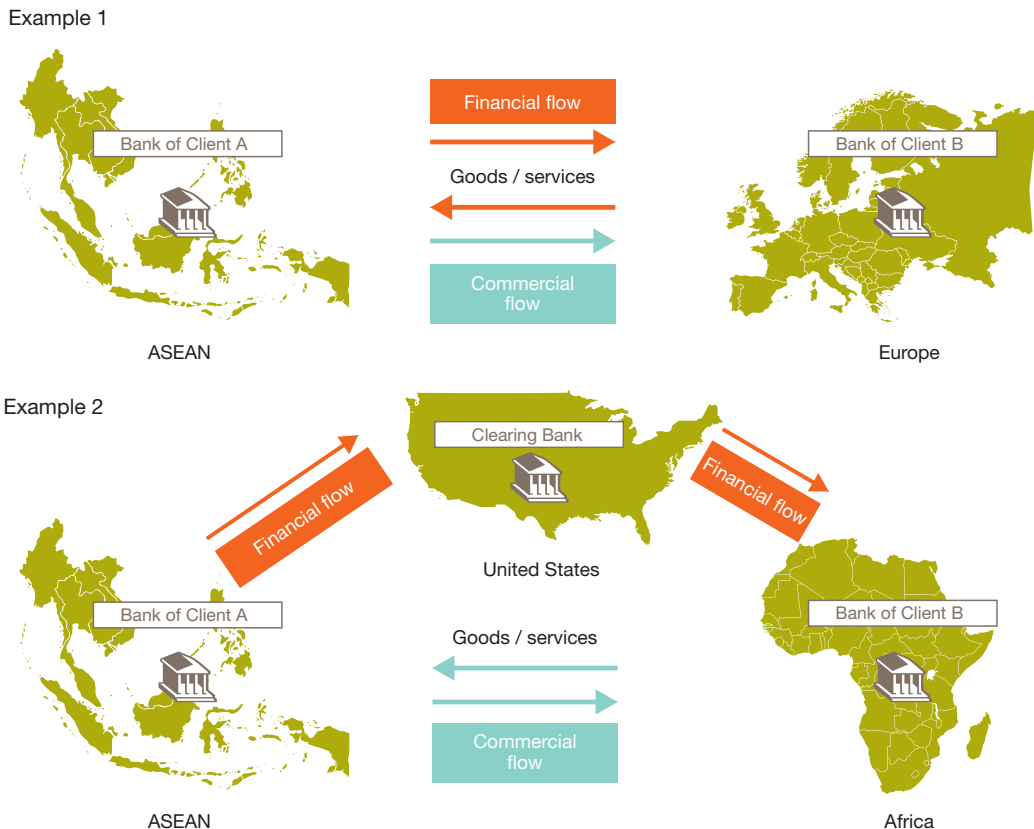 Example 1
Financial flow
Bank of Client A
Bank of Client B
Goods / services
Commercial
flow
ASEAN
Europe
Example 2
Clearing Bank
Financial flow
Financial flow
United States
Bank of Client A
Bank of Client B
Goods / services
Commercial
flow
ASEAN
Africa